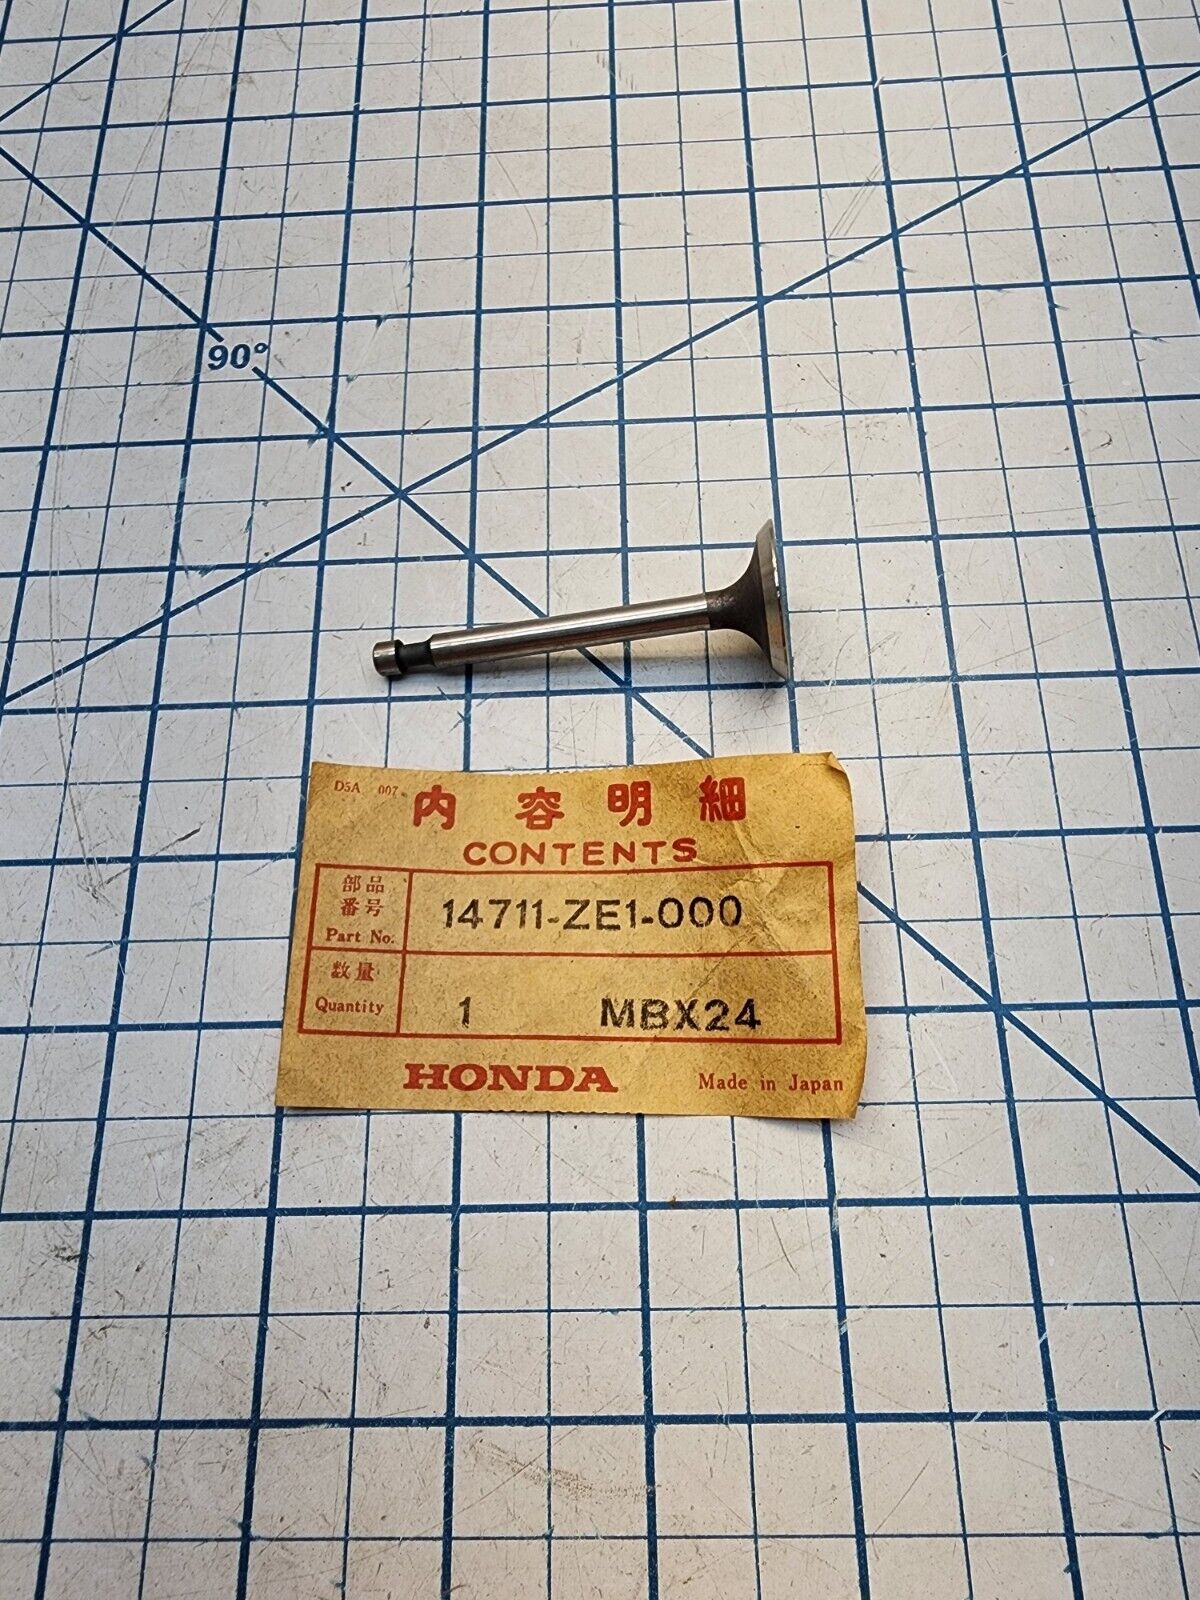 90°
D5A 007
内容明細
CONTENTS
部品
番号
Part No.
14711-ZE1-000
数量
Quantity
1 MBX24
HONDA Made in Japan